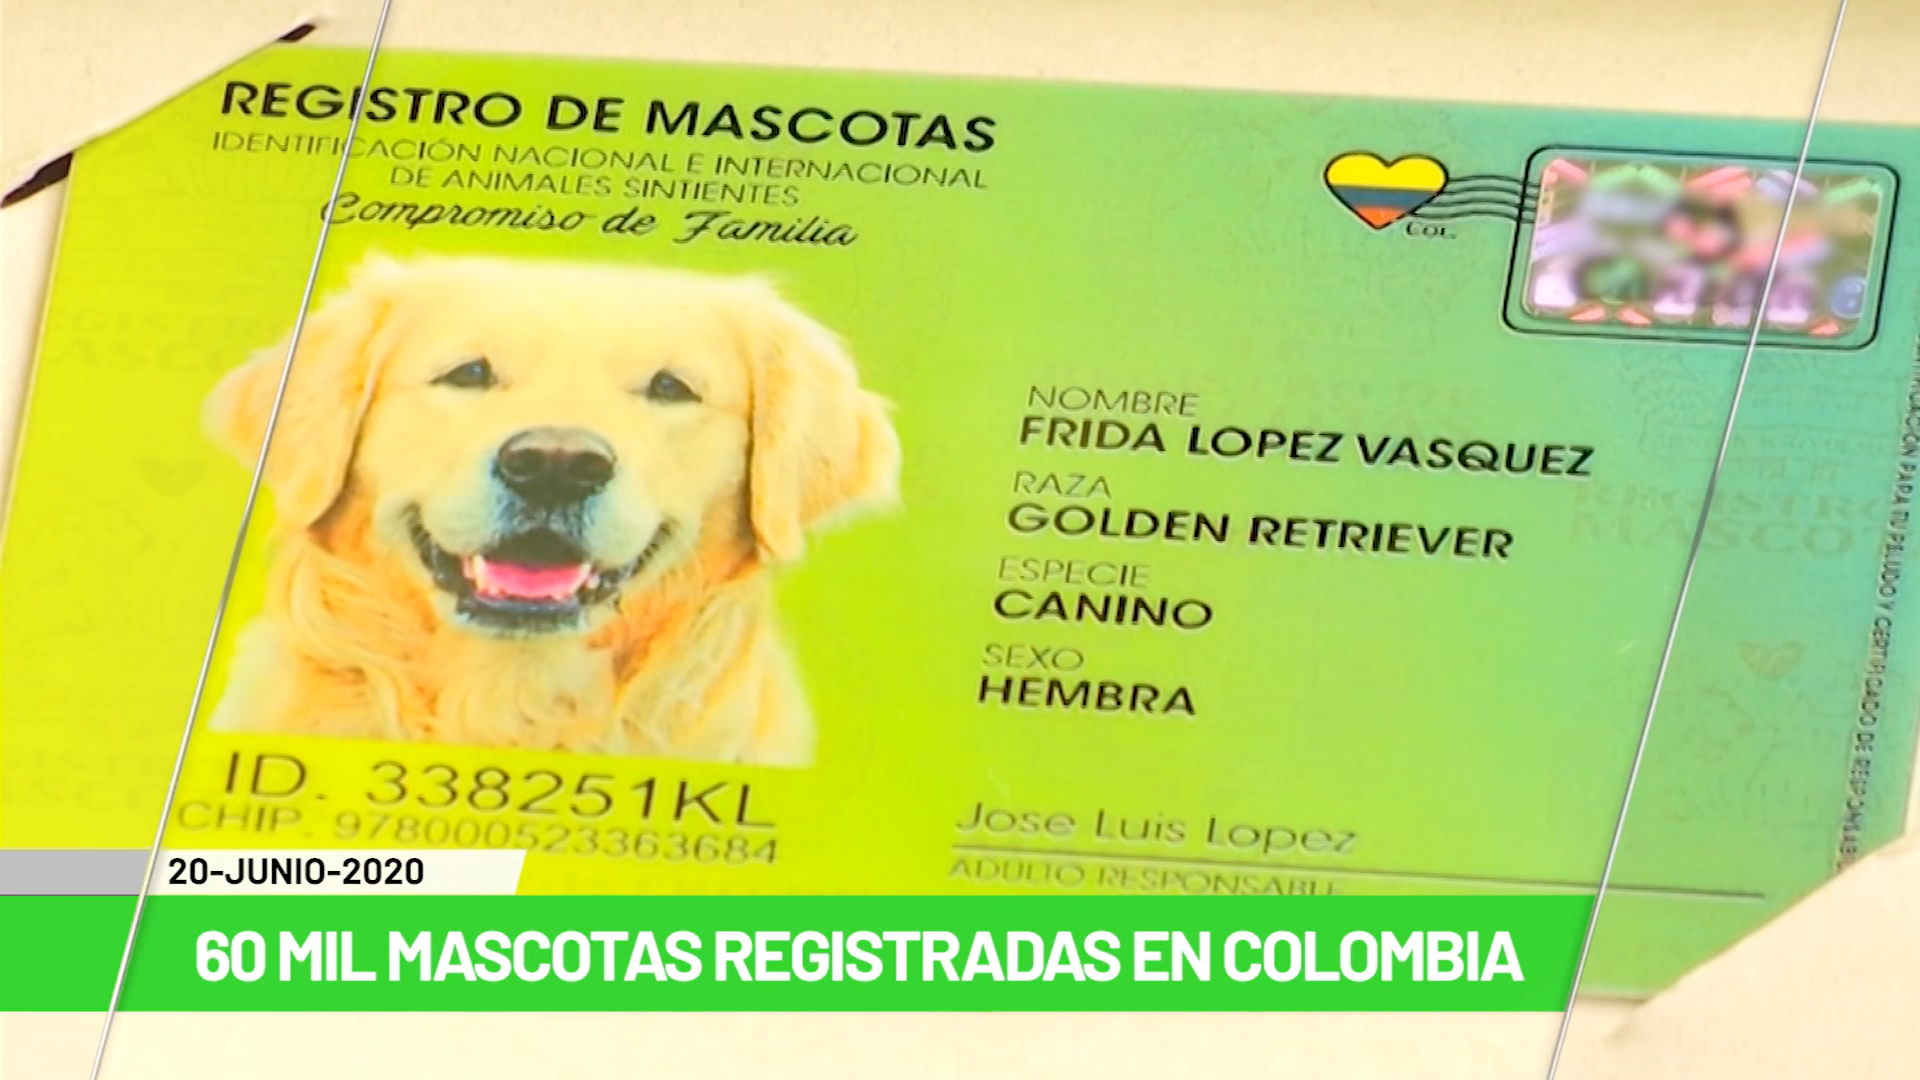 REGISTRO DE MASCOTAS
IDENTIFICACIÓN NACIONAL E INTERNACIONAL
DE ANIMALES SINTIENTES
Compromiso de Familia
COL.
NOMBRE
FRIDA LOPEZ VASQUEZ
RAZA
GOLDEN RETRIEVER
ESPECIE
CANINO
SEXO
HEMBRA
ID. 338251KL
CHIP. 978000523363684
Jose Luis Lopez
ADULTO RESPONSABLE
20-JUNIO-2020
60 MIL MASCOTAS REGISTRADAS EN COLOMBIA